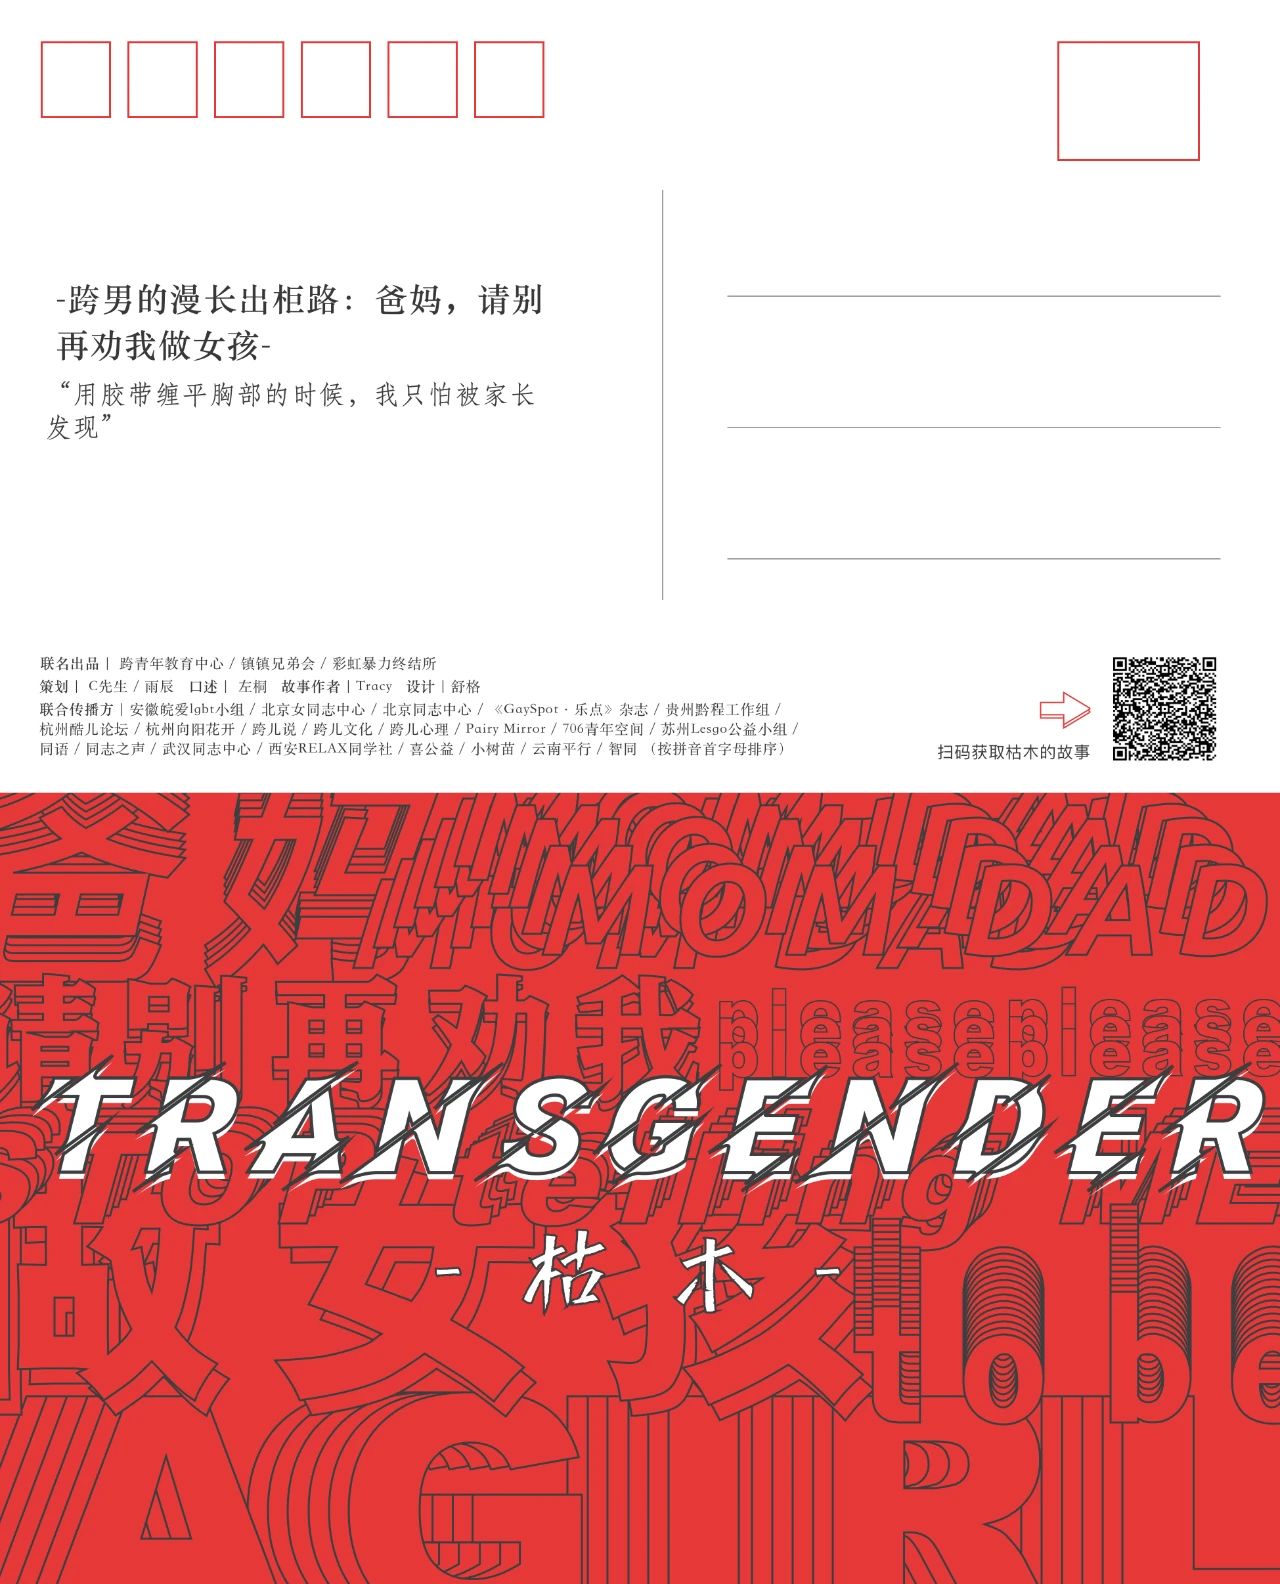 -跨男的漫长出柜路：爸妈，请别
再劝我做女孩-
“用胶带缠平胸部的时候，我只怕被家长
发现”
联名出品｜ 跨青年教育中心 / 镇镇兄弟会 / 彩虹暴力终结所
策划｜ C先生 / 雨辰 口述｜ 左桐 故事作者｜Tracy 设计｜舒格
联合传播方｜安徽皖爱lgbt小组 / 北京女同志中心 / 北京同志中心 / 《GaySpot · 乐点》杂志 / 贵州黔程工作组 /
杭州酷儿论坛 / 杭州向阳花开 / 跨儿说 / 跨儿文化 / 跨儿心理 / Pairy Mirror / 706青年空间 / 苏州Lesgo公益小组 /
同语 / 同志之声 / 武汉同志中心 / 西安RELAX同学社 / 喜公益 / 小树苗 / 云南平行 / 智同 （按拼音首字母排序）
扫码获取枯木的故事
爸妈 MOM DAD
请别再劝我 pleaseplease
TRANSGENDER
STOP telling ME
- 枯 木 -
做女孩 to be
A GIRL